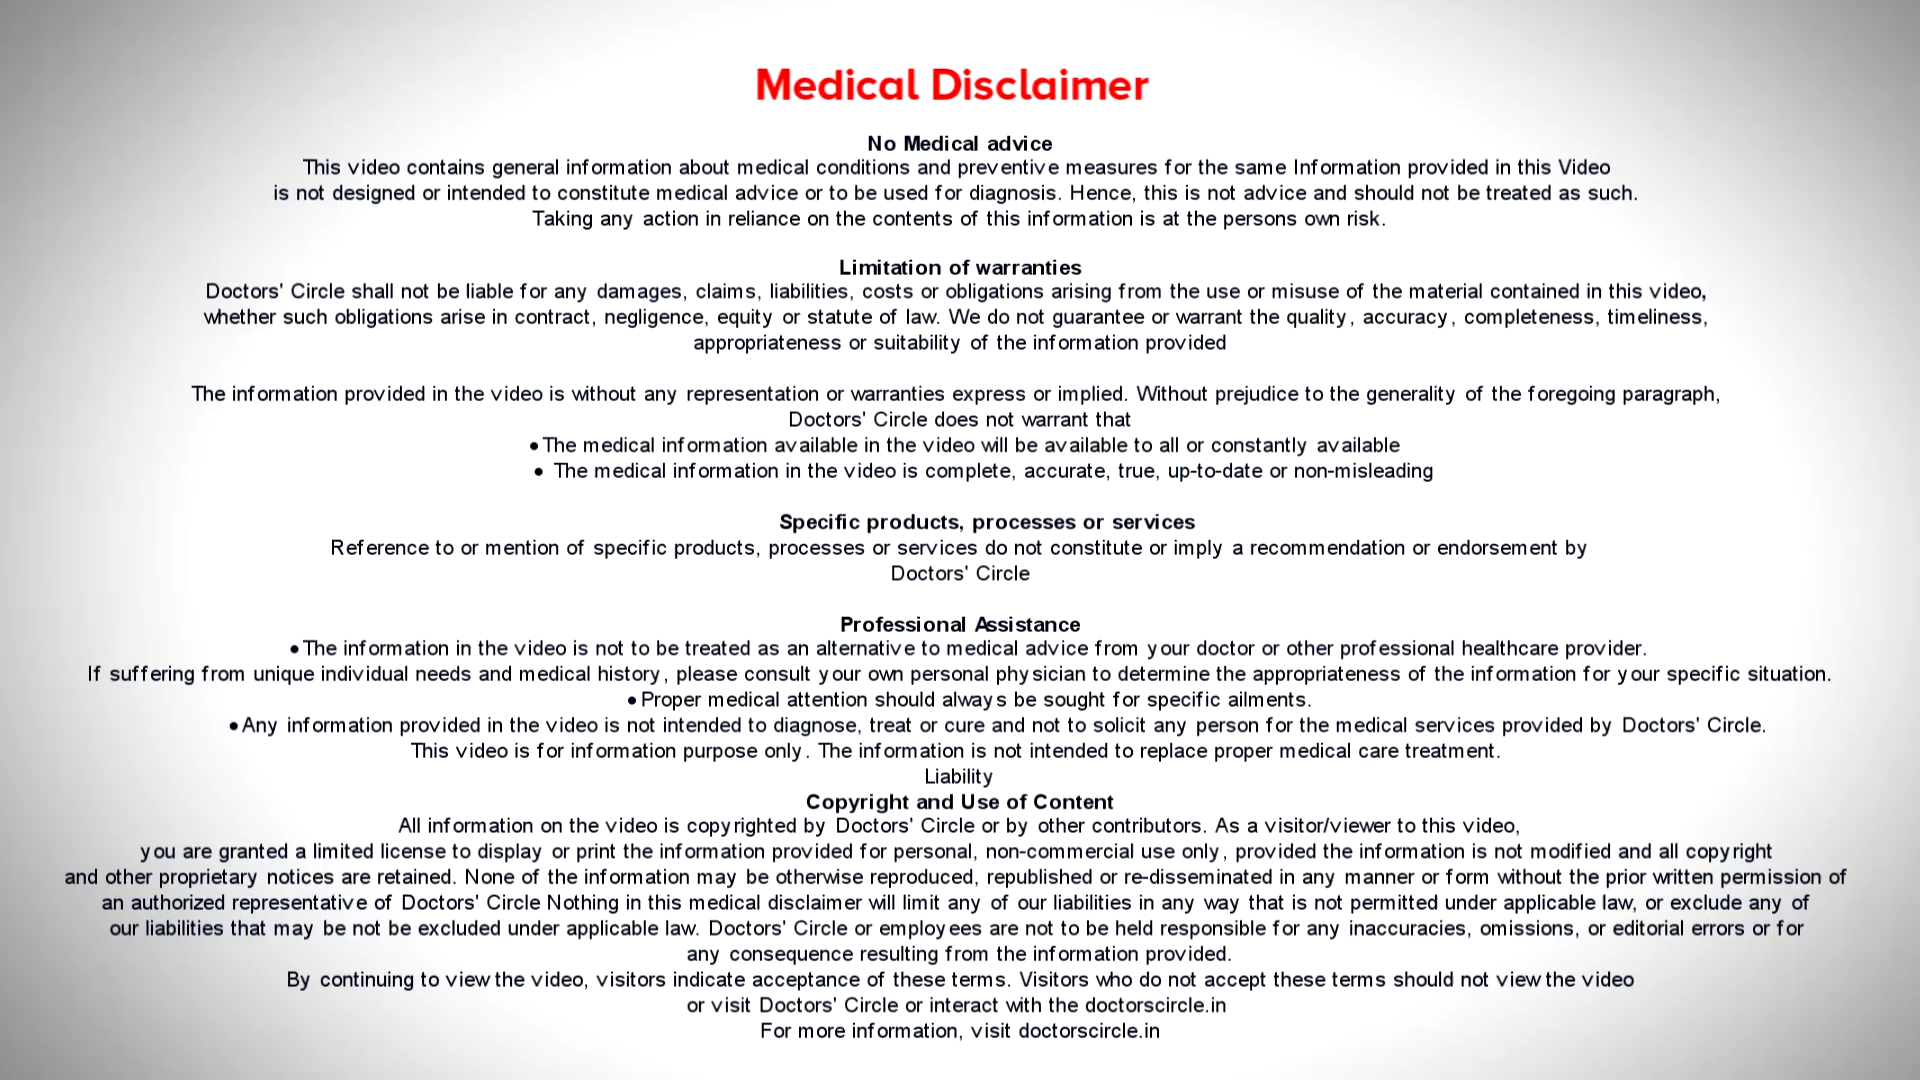 Medical Disclaimer
No Medical advice
This video contains general information about medical conditions and preventive measures for the same Information provided in this Video
is not designed or intended to constitute medical advice or to be used for diagnosis. Hence, this is not advice and should not be treated as such.
Taking any action in reliance on the contents of this information is at the persons own risk.
Limitation of warranties
Doctors' Circle shall not be liable for any damages, claims, liabilities, costs or obligations arising from the use or misuse of the material contained in this video,
whether such obligations arise in contract, negligence, equity or statute of law. We do not guarantee or warrant the quality, accuracy, completeness, timeliness,
appropriateness or suitability of the information provided
The information provided in the video is without any representation or warranties express or implied. Without prejudice to the generality of the foregoing paragraph,
Doctors' Circle does not warrant that
• The medical information available in the video will be available to all or constantly available
• The medical information in the video is complete, accurate, true, up-to-date or non-misleading
Specific products, processes or services
Reference to or mention of specific products, processes or services do not constitute or imply a recommendation or endorsement by
Doctors' Circle
Professional Assistance
• The information in the video is not to be treated as an alternative to medical advice from your doctor or other professional healthcare provider.
If suffering from unique individual needs and medical history, please consult your own personal physician to determine the appropriateness of the information for your specific situation.
• Proper medical attention should always be sought for specific ailments.
• Any information provided in the video is not intended to diagnose, treat or cure and not to solicit any person for the medical services provided by Doctors' Circle.
This video is for information purpose only. The information is not intended to replace proper medical care treatment.
Liability
Copyright and Use of Content
All information on the video is copyrighted by Doctors' Circle or by other contributors. As a visitor/viewer to this video,
you are granted a limited license to display or print the information provided for personal, non-commercial use only, provided the information is not modified and all copyright
and other proprietary notices are retained. None of the information may be otherwise reproduced, republished or re-disseminated in any manner or form without the prior written permission of
an authorized representative of Doctors' Circle Nothing in this medical disclaimer will limit any of our liabilities in any way that is not permitted under applicable law, or exclude any of
our liabilities that may be not be excluded under applicable law. Doctors' Circle or employees are not to be held responsible for any inaccuracies, omissions, or editorial errors or for
any consequence resulting from the information provided.
By continuing to view the video, visitors indicate acceptance of these terms. Visitors who do not accept these terms should not view the video
or visit Doctors' Circle or interact with the doctorscircle.in
For more information, visit doctorscircle.in